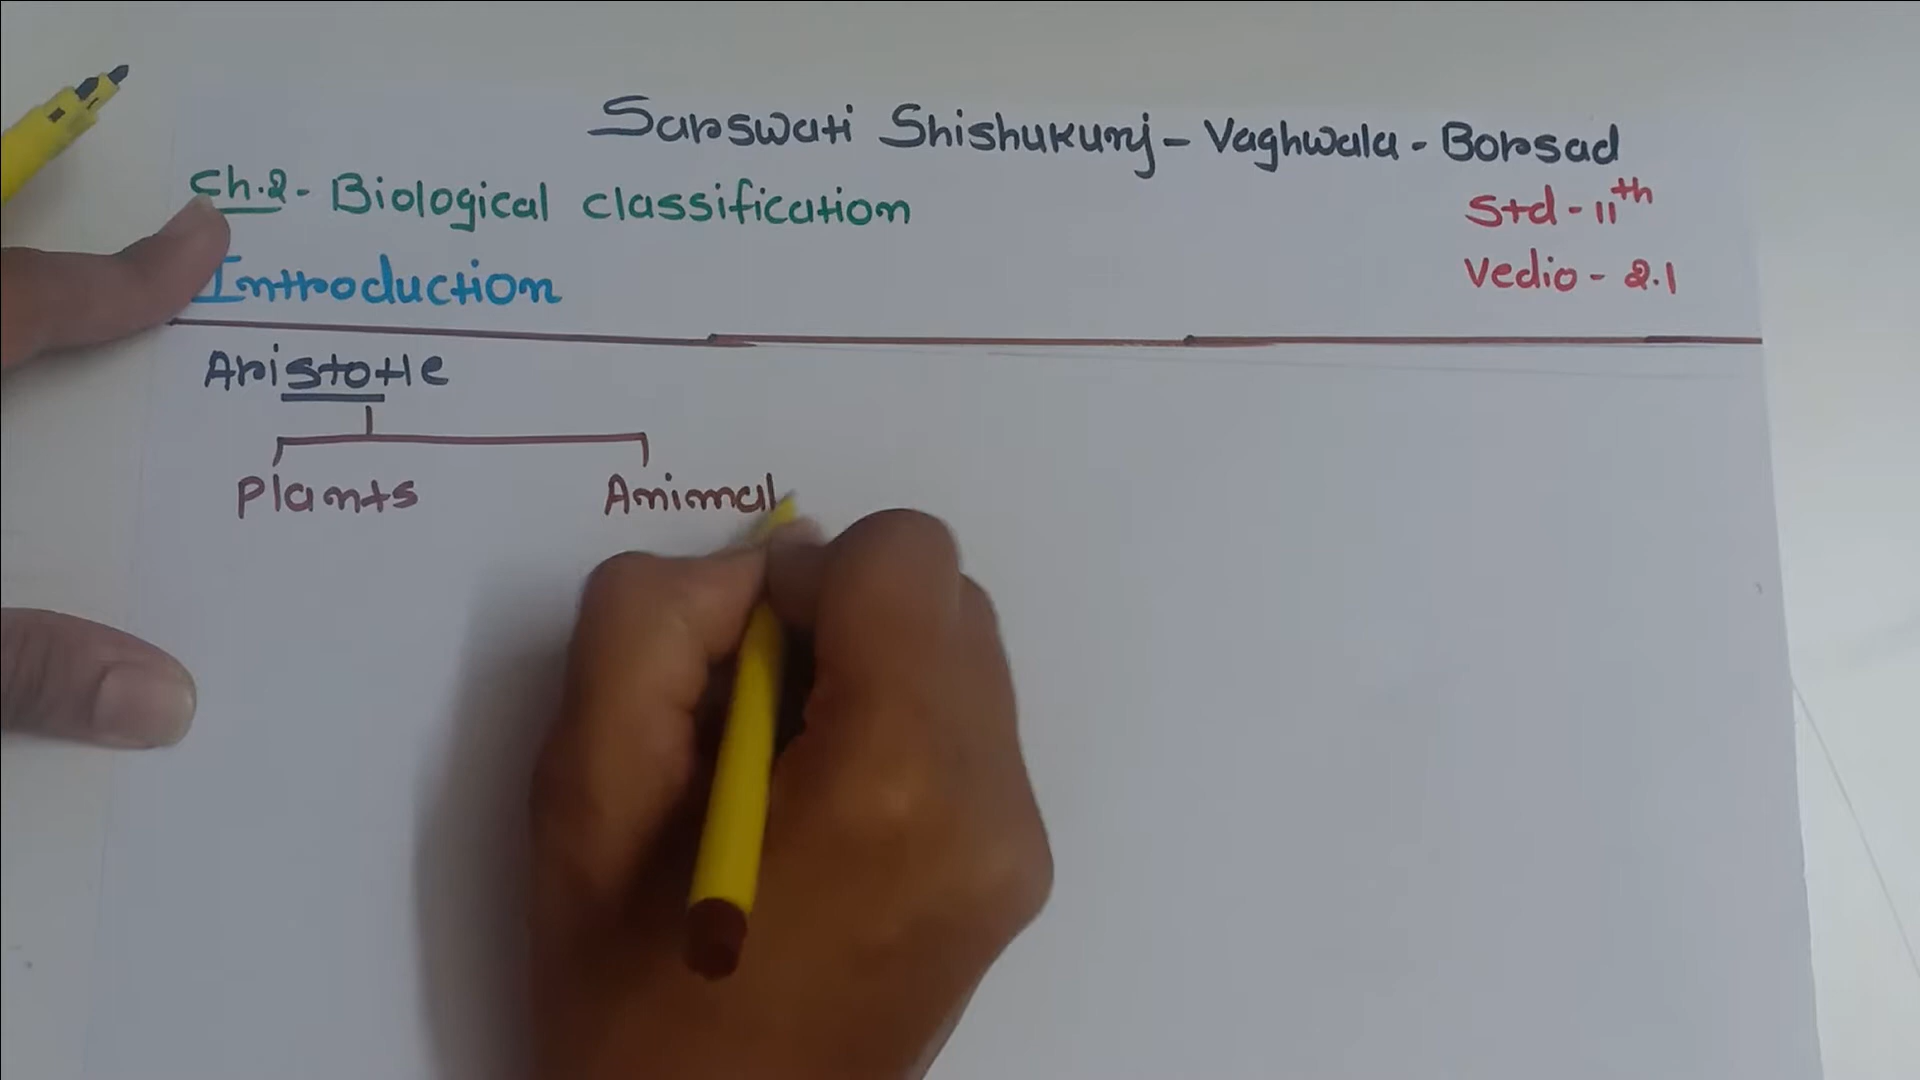 Sarswati Shishukunj - Vaghwala - Borsad
Ch.2 - Biological classification
Std - 11th
Introduction
Vedio - 2.1
Aristotle
Plants Animal